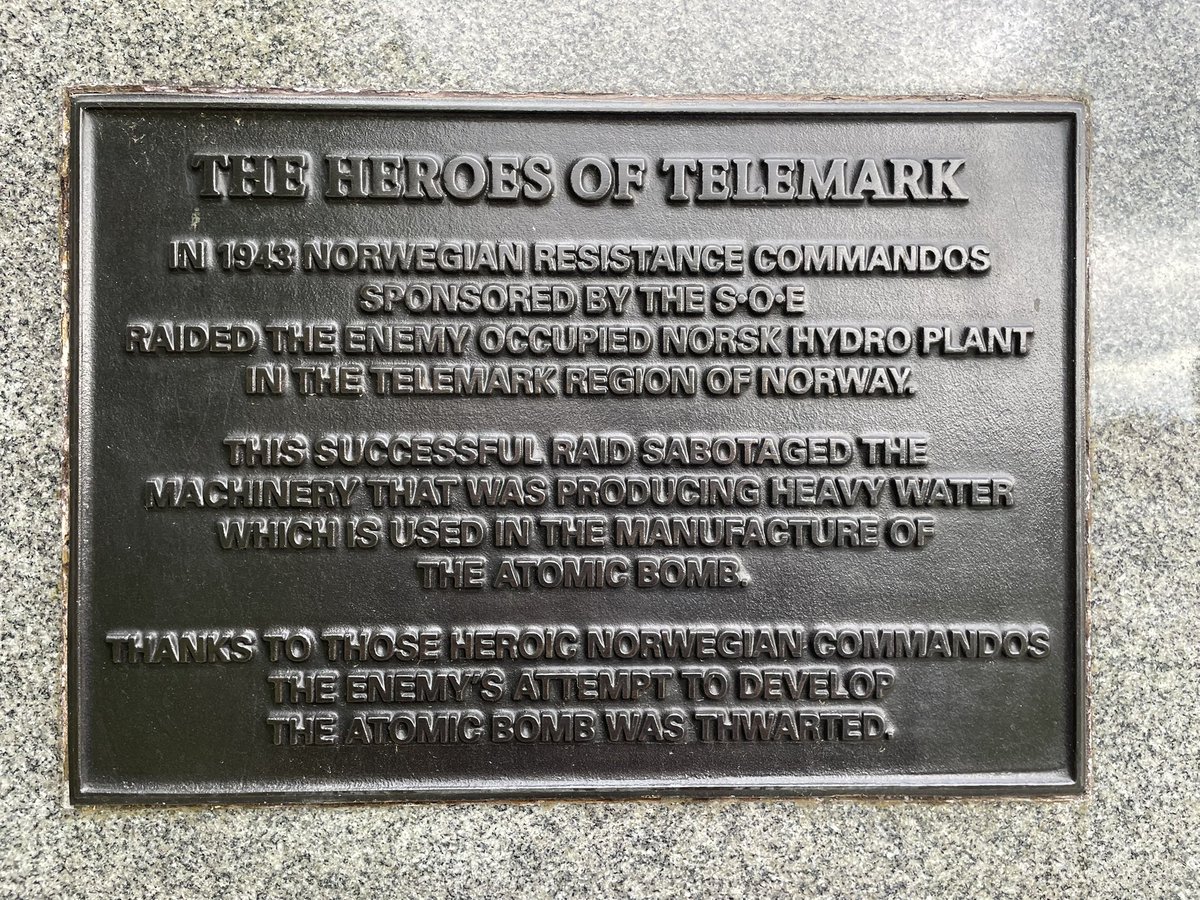 THE HEROES OF TELEMARK
IN 1943 NORWEGIAN RESISTANCE COMMANDOS
SPONSORED BY THE S·O·E
RAIDED THE ENEMY OCCUPIED NORSK HYDRO PLANT
IN THE TELEMARK REGION OF NORWAY.
THIS SUCCESSFUL RAID SABOTAGED THE
MACHINERY THAT WAS PRODUCING HEAVY WATER
WHICH IS USED IN THE MANUFACTURE OF
THE ATOMIC BOMB.
THANKS TO THOSE HEROIC NORWEGIAN COMMANDOS
THE ENEMY'S ATTEMPT TO DEVELOP
THE ATOMIC BOMB WAS THWARTED.